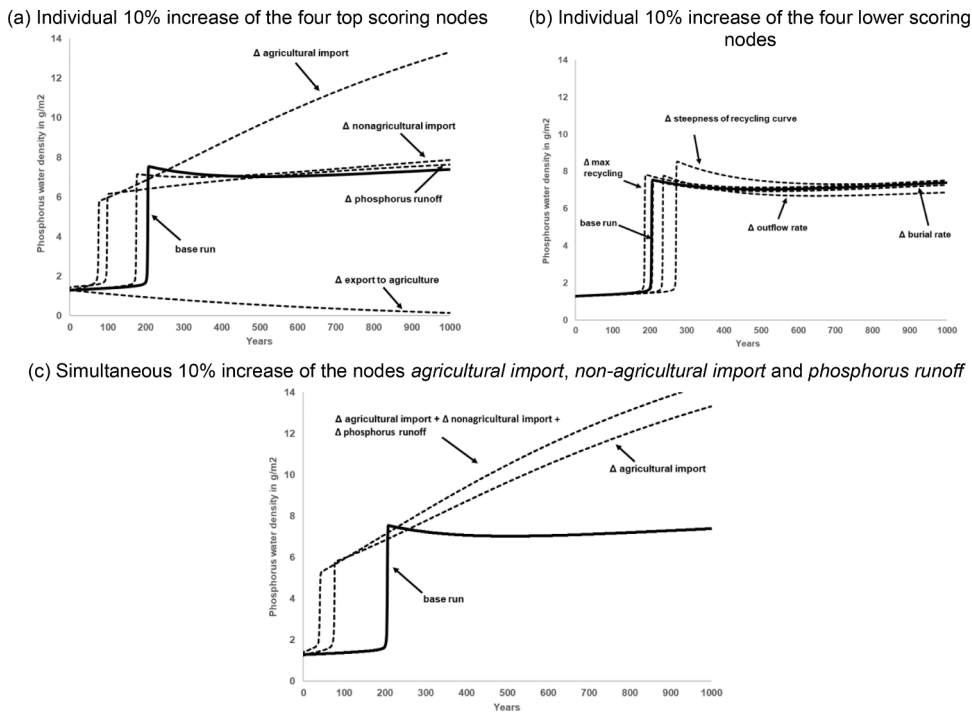 (a) Individual 10% increase of the four top scoring nodes
14
12
10
8
6
4
2
0
Phosphorus water density in g/m2
Δ agricultural import
Δ nonagricultural import
Δ phosphorus runoff
base run
Δ export to agriculture
0 100 200 300 400 500 600 700 800 900 1000
Years
(b) Individual 10% increase of the four lower scoring
nodes
14
12
10
8
6
4
2
0
Phosphorus water density in g/m2
Δ steepness of recycling curve
Δ max
recycling
base run
Δ outflow rate
Δ burial rate
0 100 200 300 400 500 600 700 800 900 1000
Years
(c) Simultaneous 10% increase of the nodes agricultural import, non-agricultural import and phosphorus runoff
14
12
10
8
6
4
2
0
Phosphorus water density in g/m2
Δ agricultural import + Δ nonagricultural import +
Δ phosphorus runoff
Δ agricultural import
base run
0 100 200 300 400 500 600 700 800 900 1000
Years